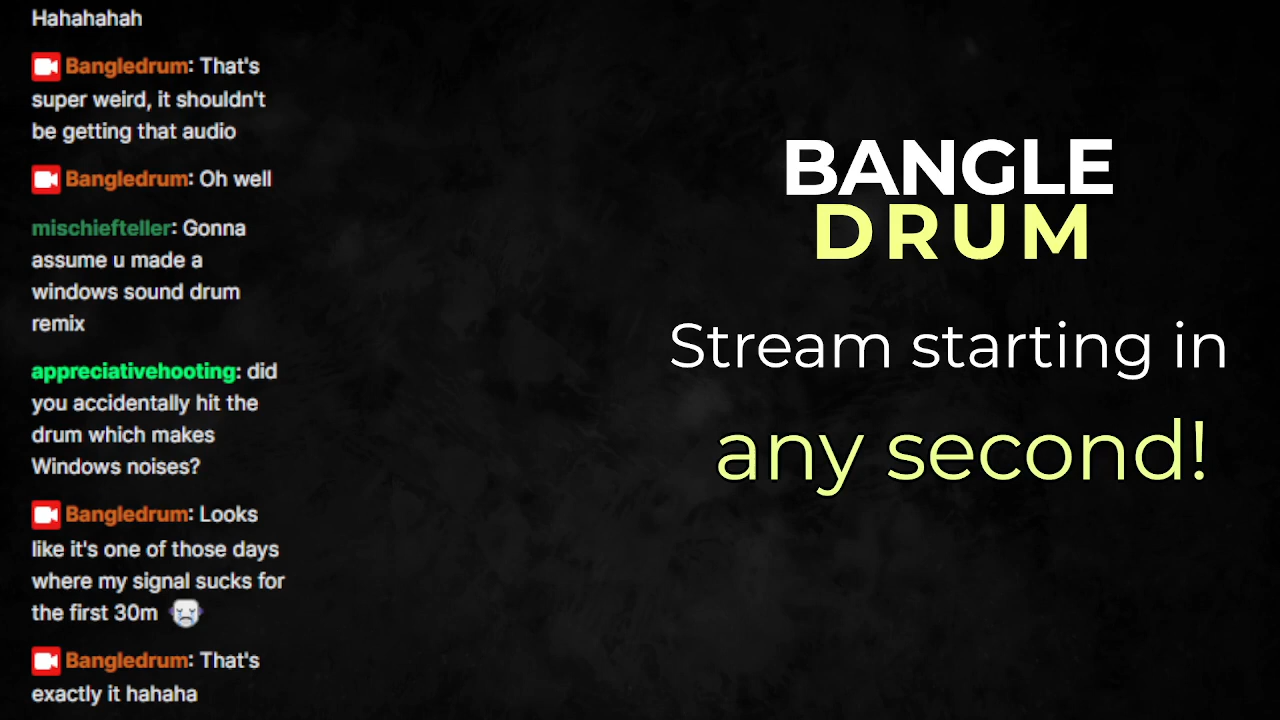 Hahahahah
Bangledrum: That's
super weird, it shouldn't
be getting that audio
Bangledrum: Oh well
mischiefteller: Gonna
assume u made a
windows sound drum
remix
appreciativehooting: did
you accidentally hit the
drum which makes
Windows noises?
Bangledrum: Looks
like it's one of those days
where my signal sucks for
the first 30m
Bangledrum: That's
exactly it hahaha
BANGLE
DRUM
Stream starting in
any second!